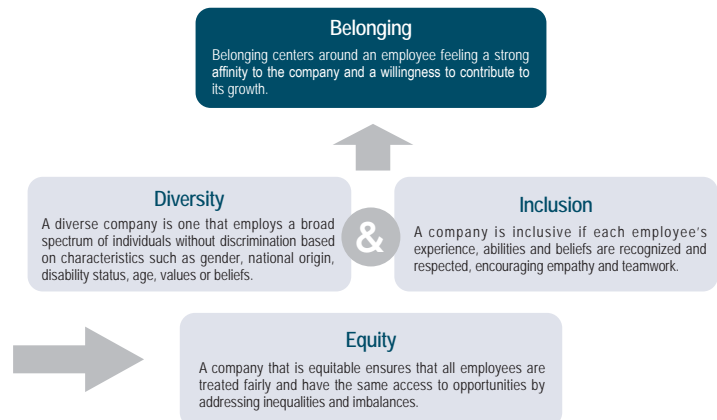 Belonging
Belonging centers around an employee feeling a strong
affinity to the company and a willingness to contribute to
its growth.
Diversity
A diverse company is one that employs a broad
spectrum of individuals without discrimination based
on characteristics such as gender, national origin,
disability status, age, values or beliefs.
&
Inclusion
A company is inclusive if each employee's
experience, abilities and beliefs are recognized and
respected, encouraging empathy and teamwork.
Equity
A company that is equitable ensures that all employees are
treated fairly and have the same access to opportunities by
addressing inequalities and imbalances.